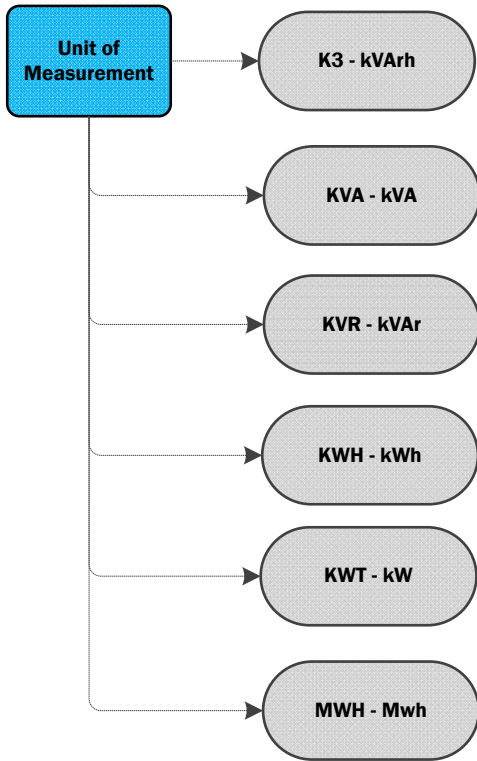 Unit of
Measurement
K3 - kVArh
KVA - kVA
KVR - kVAr
KWH - kWh
KWT - kW
MWH - Mwh